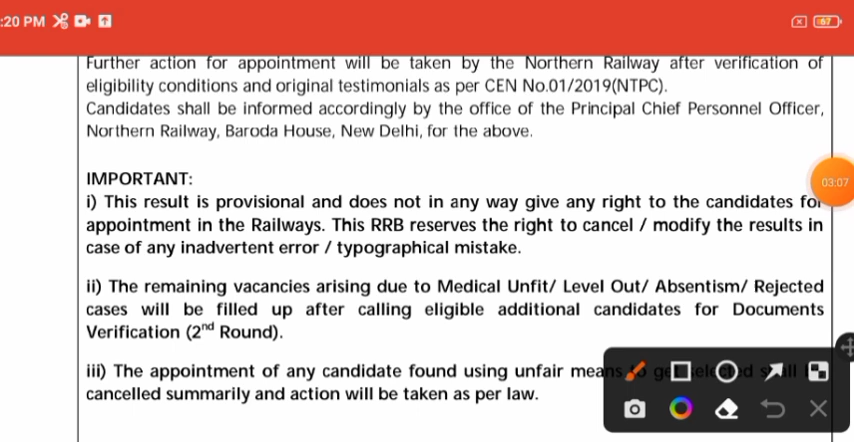 :20 PM
67
Further action for appointment will be taken by the Northern Railway after verification of
eligibility conditions and original testimonials as per CEN No.01/2019(NTPC).
Candidates shall be informed accordingly by the office of the Principal Chief Personnel Officer,
Northern Railway, Baroda House, New Delhi, for the above.
IMPORTANT:
03:07
i) This result is provisional and does not in any way give any right to the candidates for
appointment in the Railways. This RRB reserves the right to cancel / modify the results in
case of any inadvertent error / typographical mistake.
ii) The remaining vacancies arising due to Medical Unfit/ Level Out/ Absentism/ Rejected
cases will be filled up after calling eligible additional candidates for Documents
Verification (2nd Round).
iii) The appointment of any candidate found using unfair means to get selected shall
cancelled summarily and action will be taken as per law.